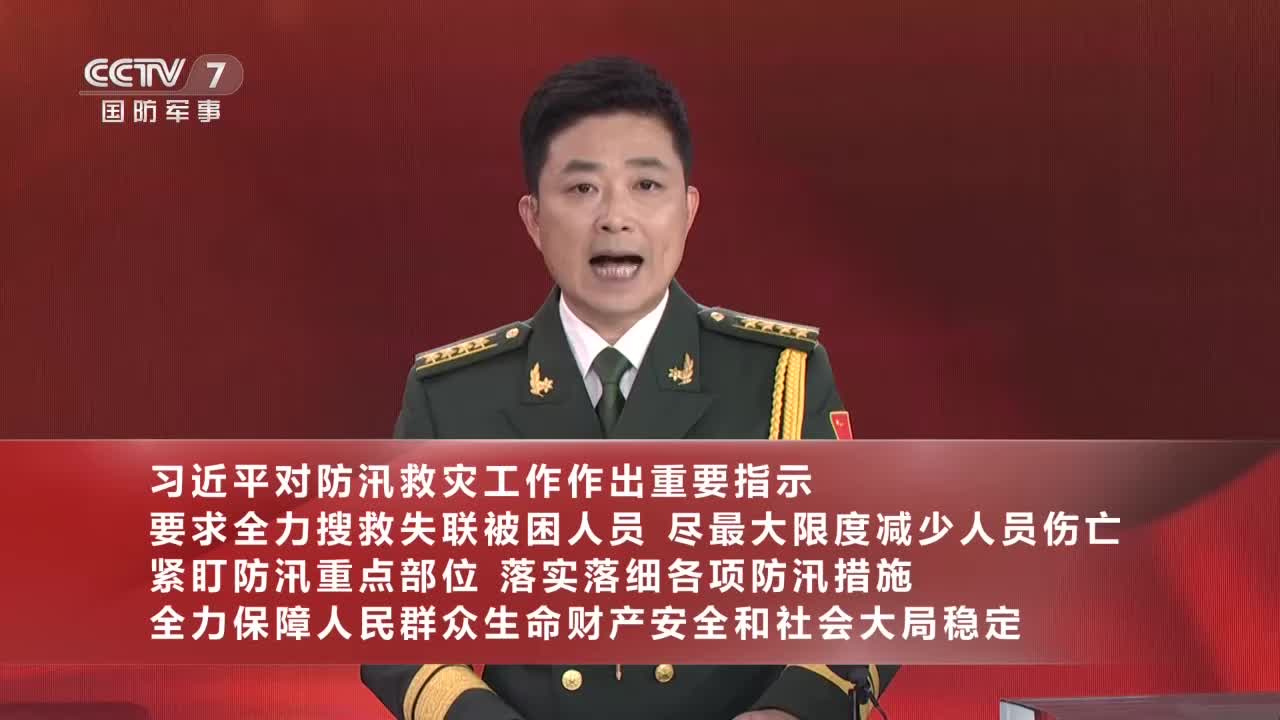 CCTV 7
国防军事
习近平对防汛救灾工作作出重要指示
要求全力搜救失联被困人员 尽最大限度减少人员伤亡
紧盯防汛重点部位 落实落细各项防汛措施
全力保障人民群众生命财产安全和社会大局稳定